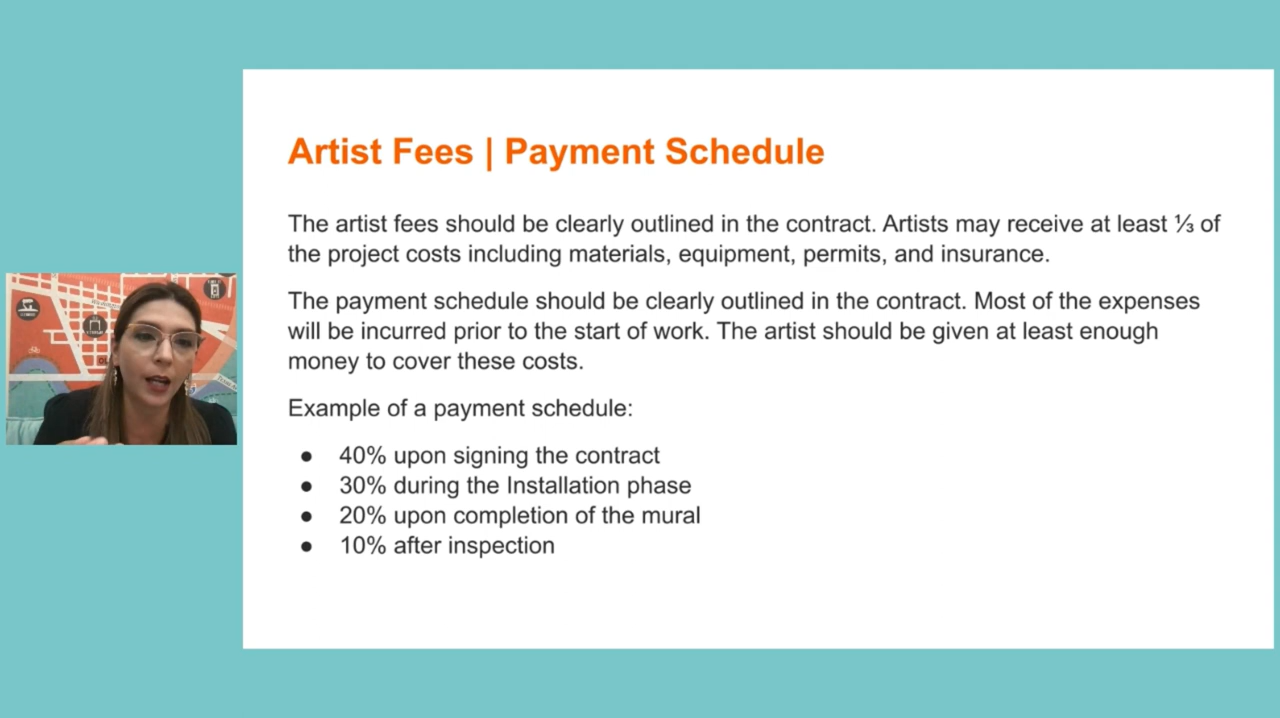 Artist Fees | Payment Schedule
The artist fees should be clearly outlined in the contract. Artists may receive at least ⅓ of
the project costs including materials, equipment, permits, and insurance.
The payment schedule should be clearly outlined in the contract. Most of the expenses
will be incurred prior to the start of work. The artist should be given at least enough
money to cover these costs.
Example of a payment schedule:
● 40% upon signing the contract
● 30% during the Installation phase
● 20% upon completion of the mural
● 10% after inspection